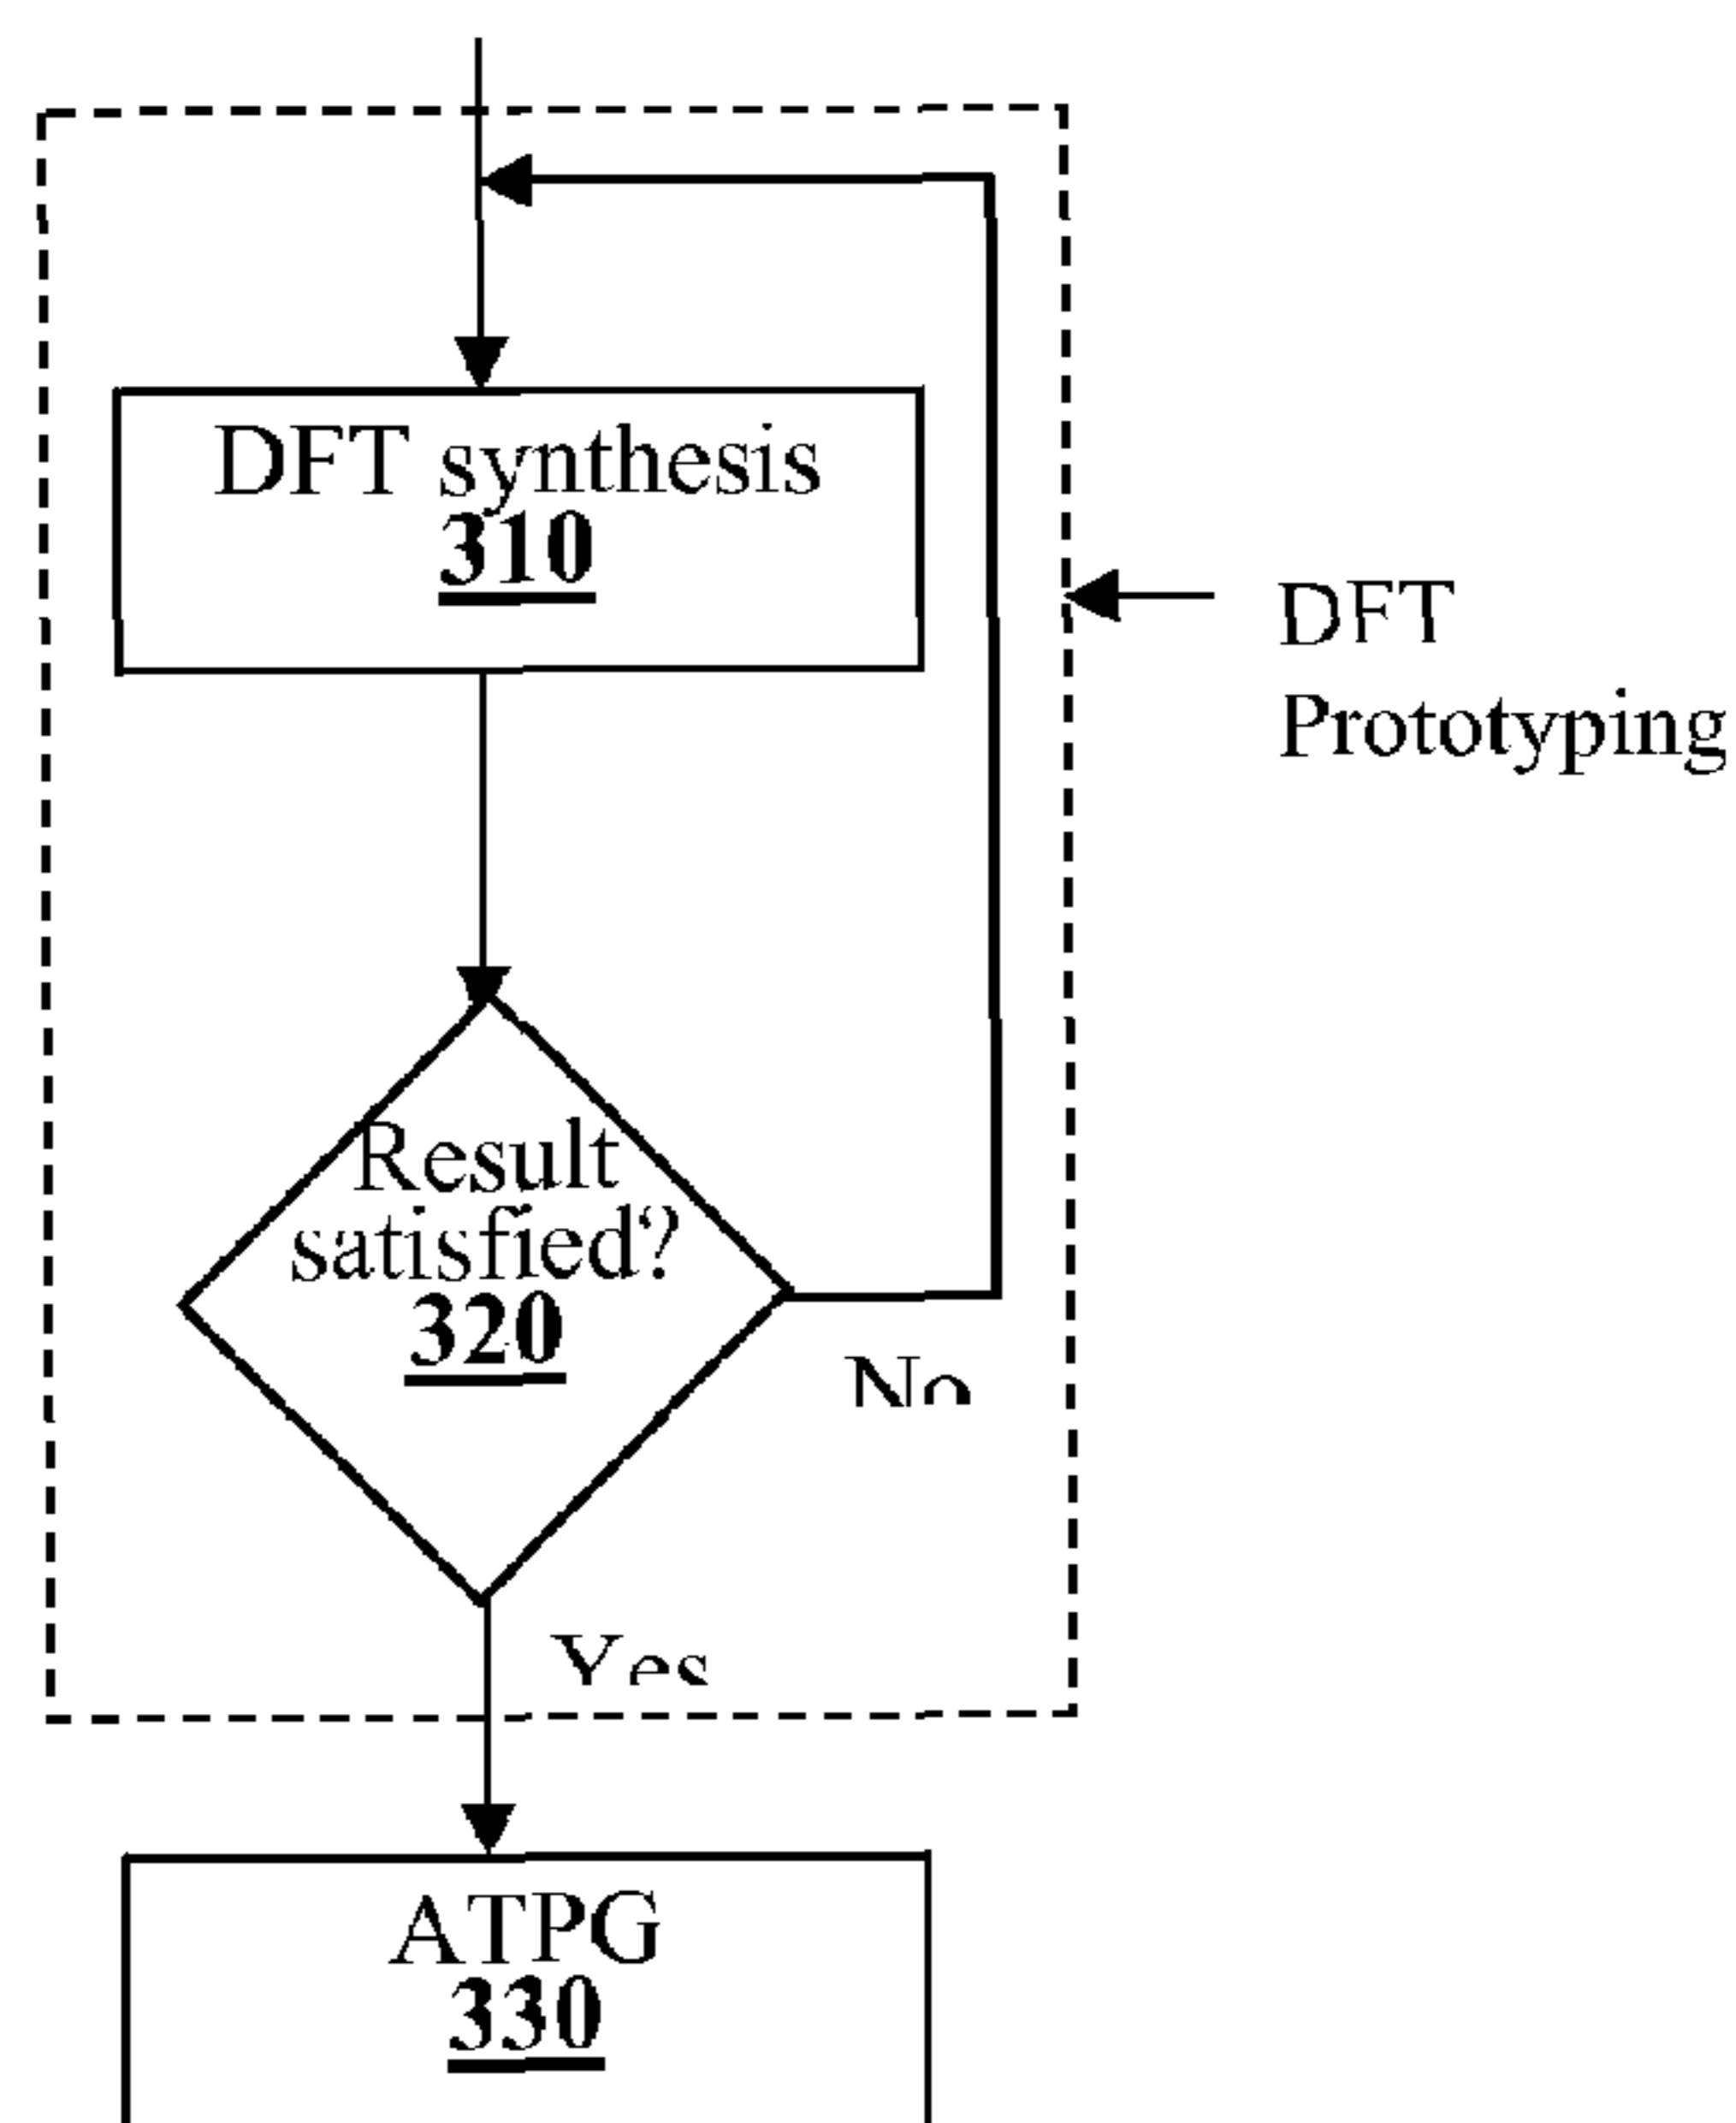 DFT synthesis
310
DFT
Prototyping
Result
satisfied?
320
No
Yes
ATPG
330